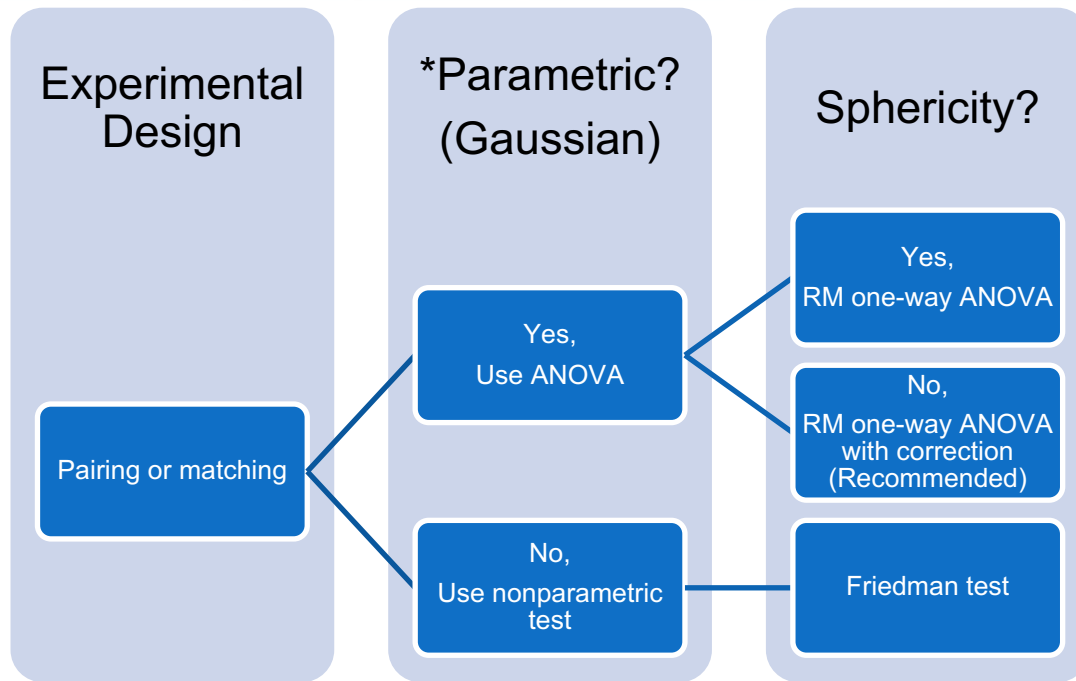 Experimental
Design
*Parametric?
(Gaussian)
Sphericity?
Pairing or matching
Yes,
Use ANOVA
No,
Use nonparametric
test
Yes,
RM one-way ANOVA
No,
RM one-way ANOVA
with correction
(Recommended)
Friedman test